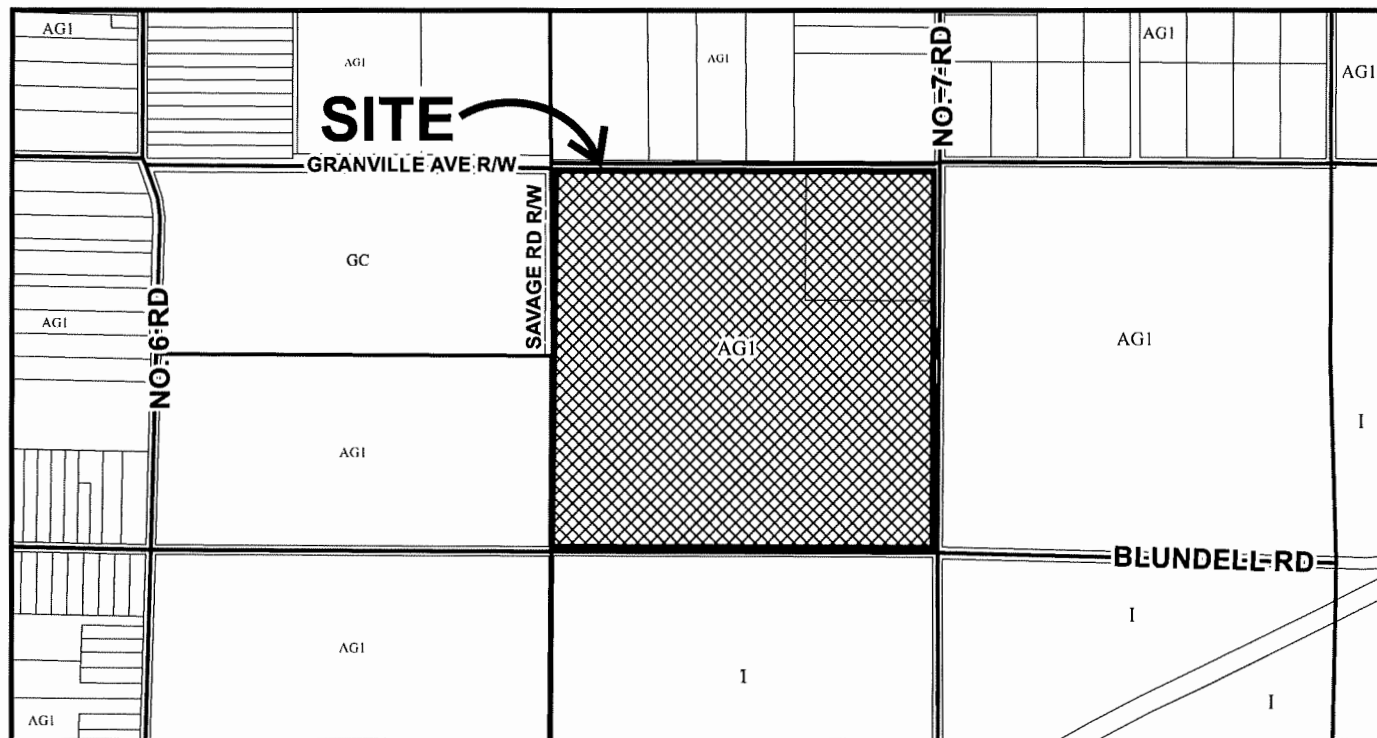 AG1
AG1
AG1
AG1
AG1
NO. 7 RD
SITE
GRANVILLE AVE R/W
SAVAGE RD R/W
GC
AG1
NO. 6 RD
AG1
AG1
AG1
I
BLUNDELL RD
I
AG1
I
I
AG1